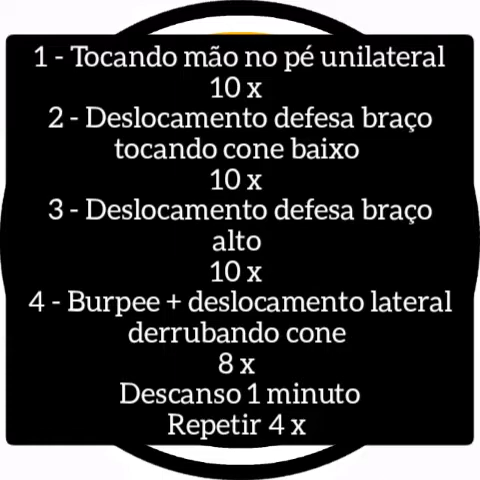 1 - Tocando mão no pé unilateral
10 x
2 - Deslocamento defesa braço
tocando cone baixo
10 x
3 - Deslocamento defesa braço
alto
10 x
4 - Burpee + deslocamento lateral
derrubando cone
8 x
Descanso 1 minuto
Repetir 4 x